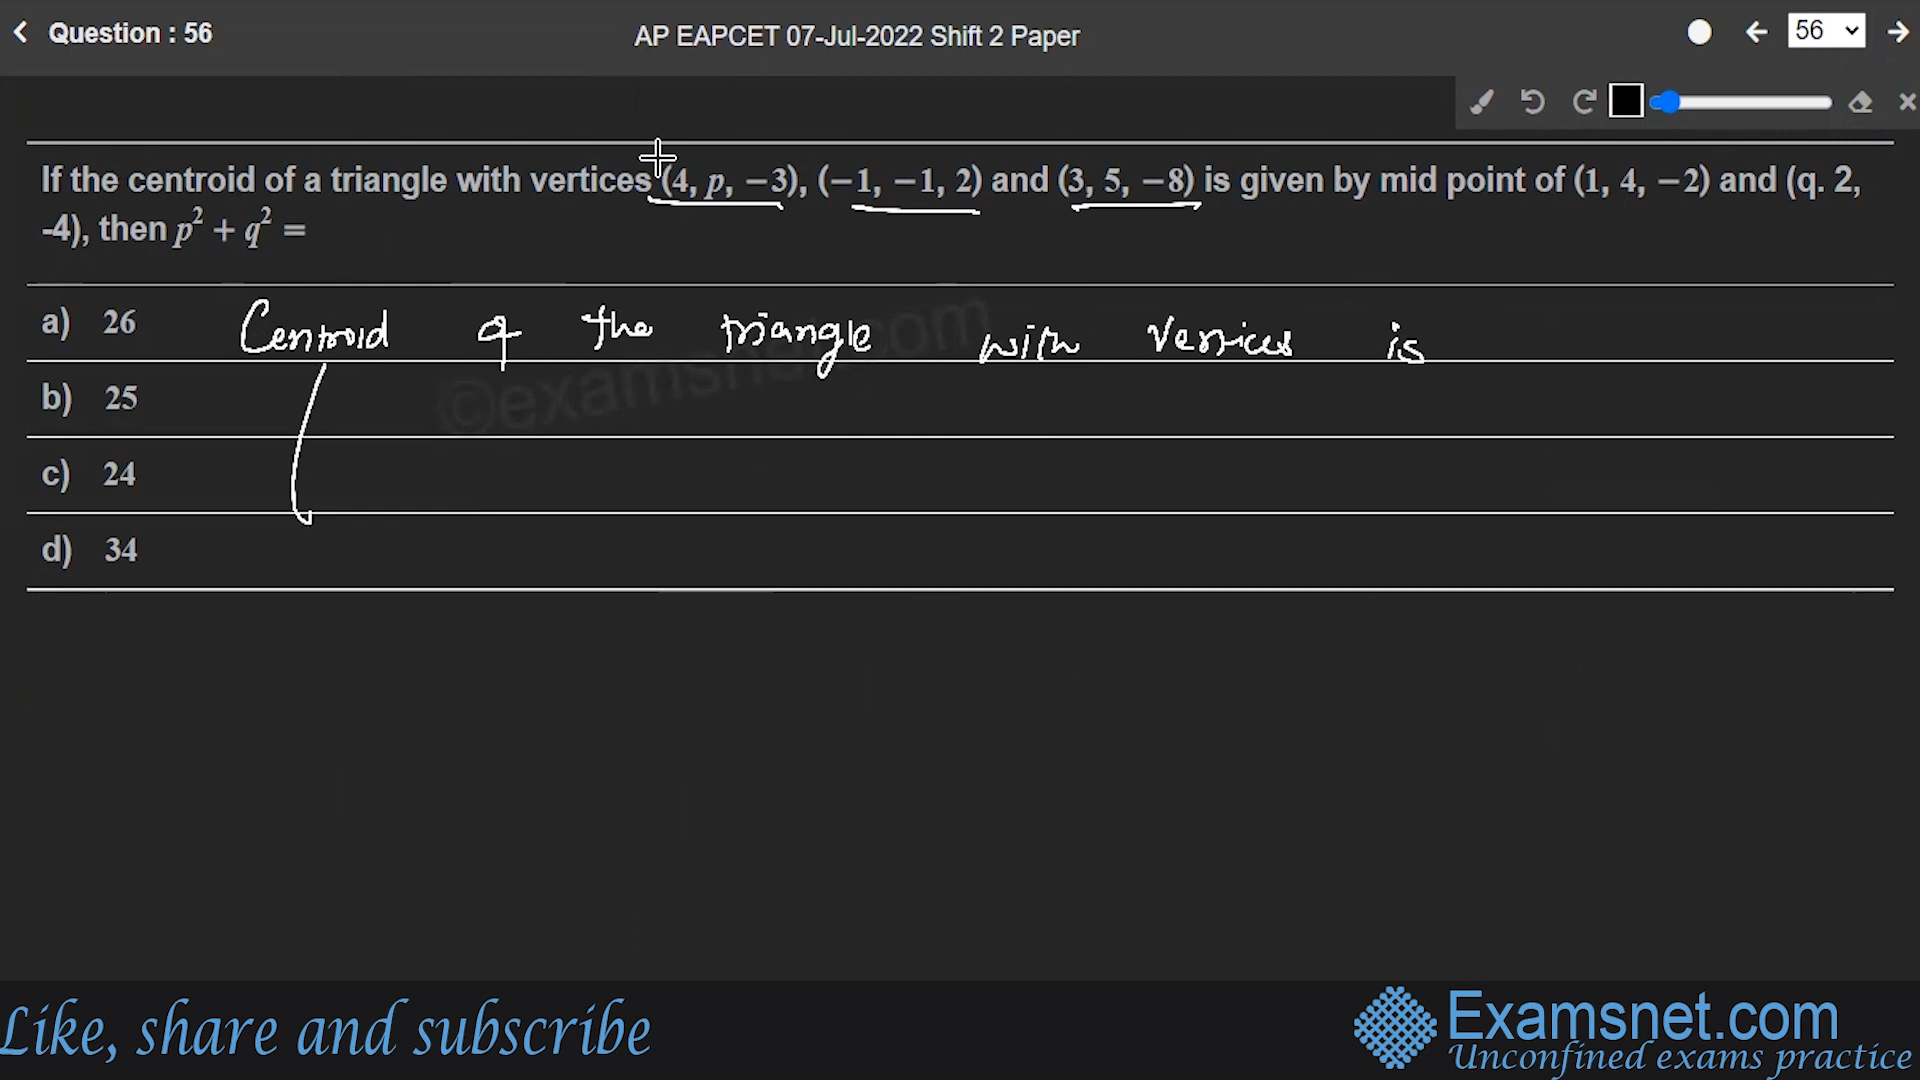 Question : 56
AP EAPCET 07-Jul-2022 Shift 2 Paper
56
If the centroid of a triangle with vertices (4, p, −3), (−1, −1, 2) and (3, 5, −8) is given by mid point of (1, 4, −2) and (q. 2,
-4), then p² + q² =
a) 26
Centroid of the triangle with vertices is
©examsnet.com
b) 25
c) 24
d) 34
Like, share and subscribe
Examsnet.com
Unconfined exams practice